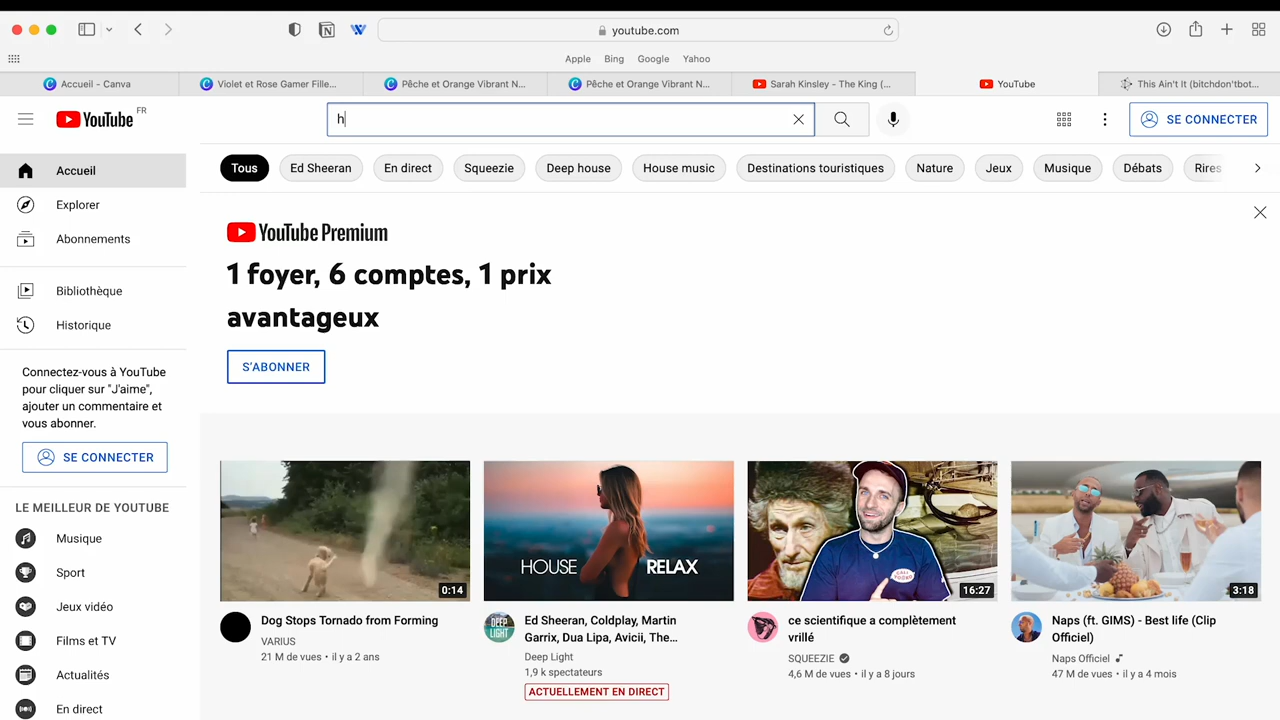 youtube.com
Apple Bing Google Yahoo
Accueil - Canva
Violet et Rose Gamer Fille...
Pêche et Orange Vibrant N...
Pêche et Orange Vibrant N...
Sarah Kinsley - The King (...
YouTube
This Ain't It (bitchdon'tbot...
YouTube FR
h
SE CONNECTER
Accueil
Explorer
Abonnements
Bibliothèque
Historique
Connectez-vous à YouTube
pour cliquer sur "J'aime",
ajouter un commentaire et
vous abonner.
SE CONNECTER
LE MEILLEUR DE YOUTUBE
Musique
Sport
Jeux vidéo
Films et TV
Actualités
En direct
Tous Ed Sheeran En direct Squeezie Deep house House music Destinations touristiques Nature Jeux Musique Débats Rires
YouTube Premium
1 foyer, 6 comptes, 1 prix
avantageux
S'ABONNER
0:14
Dog Stops Tornado from Forming
VARIUS
21 M de vues • il y a 2 ans
HOUSE RELAX
DEEP
LIGHT
Ed Sheeran, Coldplay, Martin
Garrix, Dua Lipa, Avicii, The...
Deep Light
1,9 k spectateurs
ACTUELLEMENT EN DIRECT
16:27
ce scientifique a complètement
vrillé
SQUEEZIE
4,6 M de vues • il y a 8 jours
3:18
Naps (ft. GIMS) - Best life (Clip
Officiel)
Naps Officiel
47 M de vues • il y a 4 mois